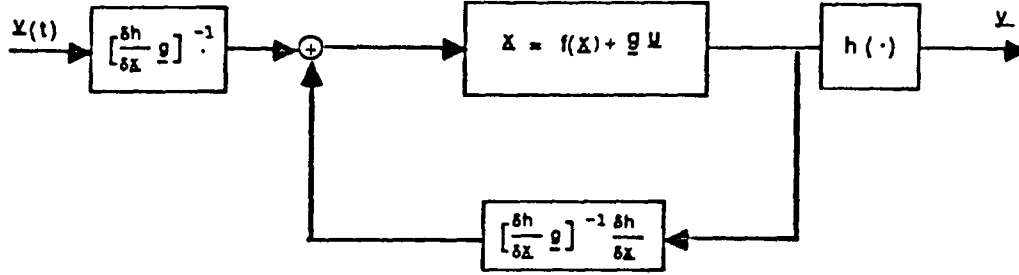 v(t)
[δh/δx g]⁻¹
+
x = f(x) + g u
h(·)
y
[δh/δx g]⁻¹ δh/δx